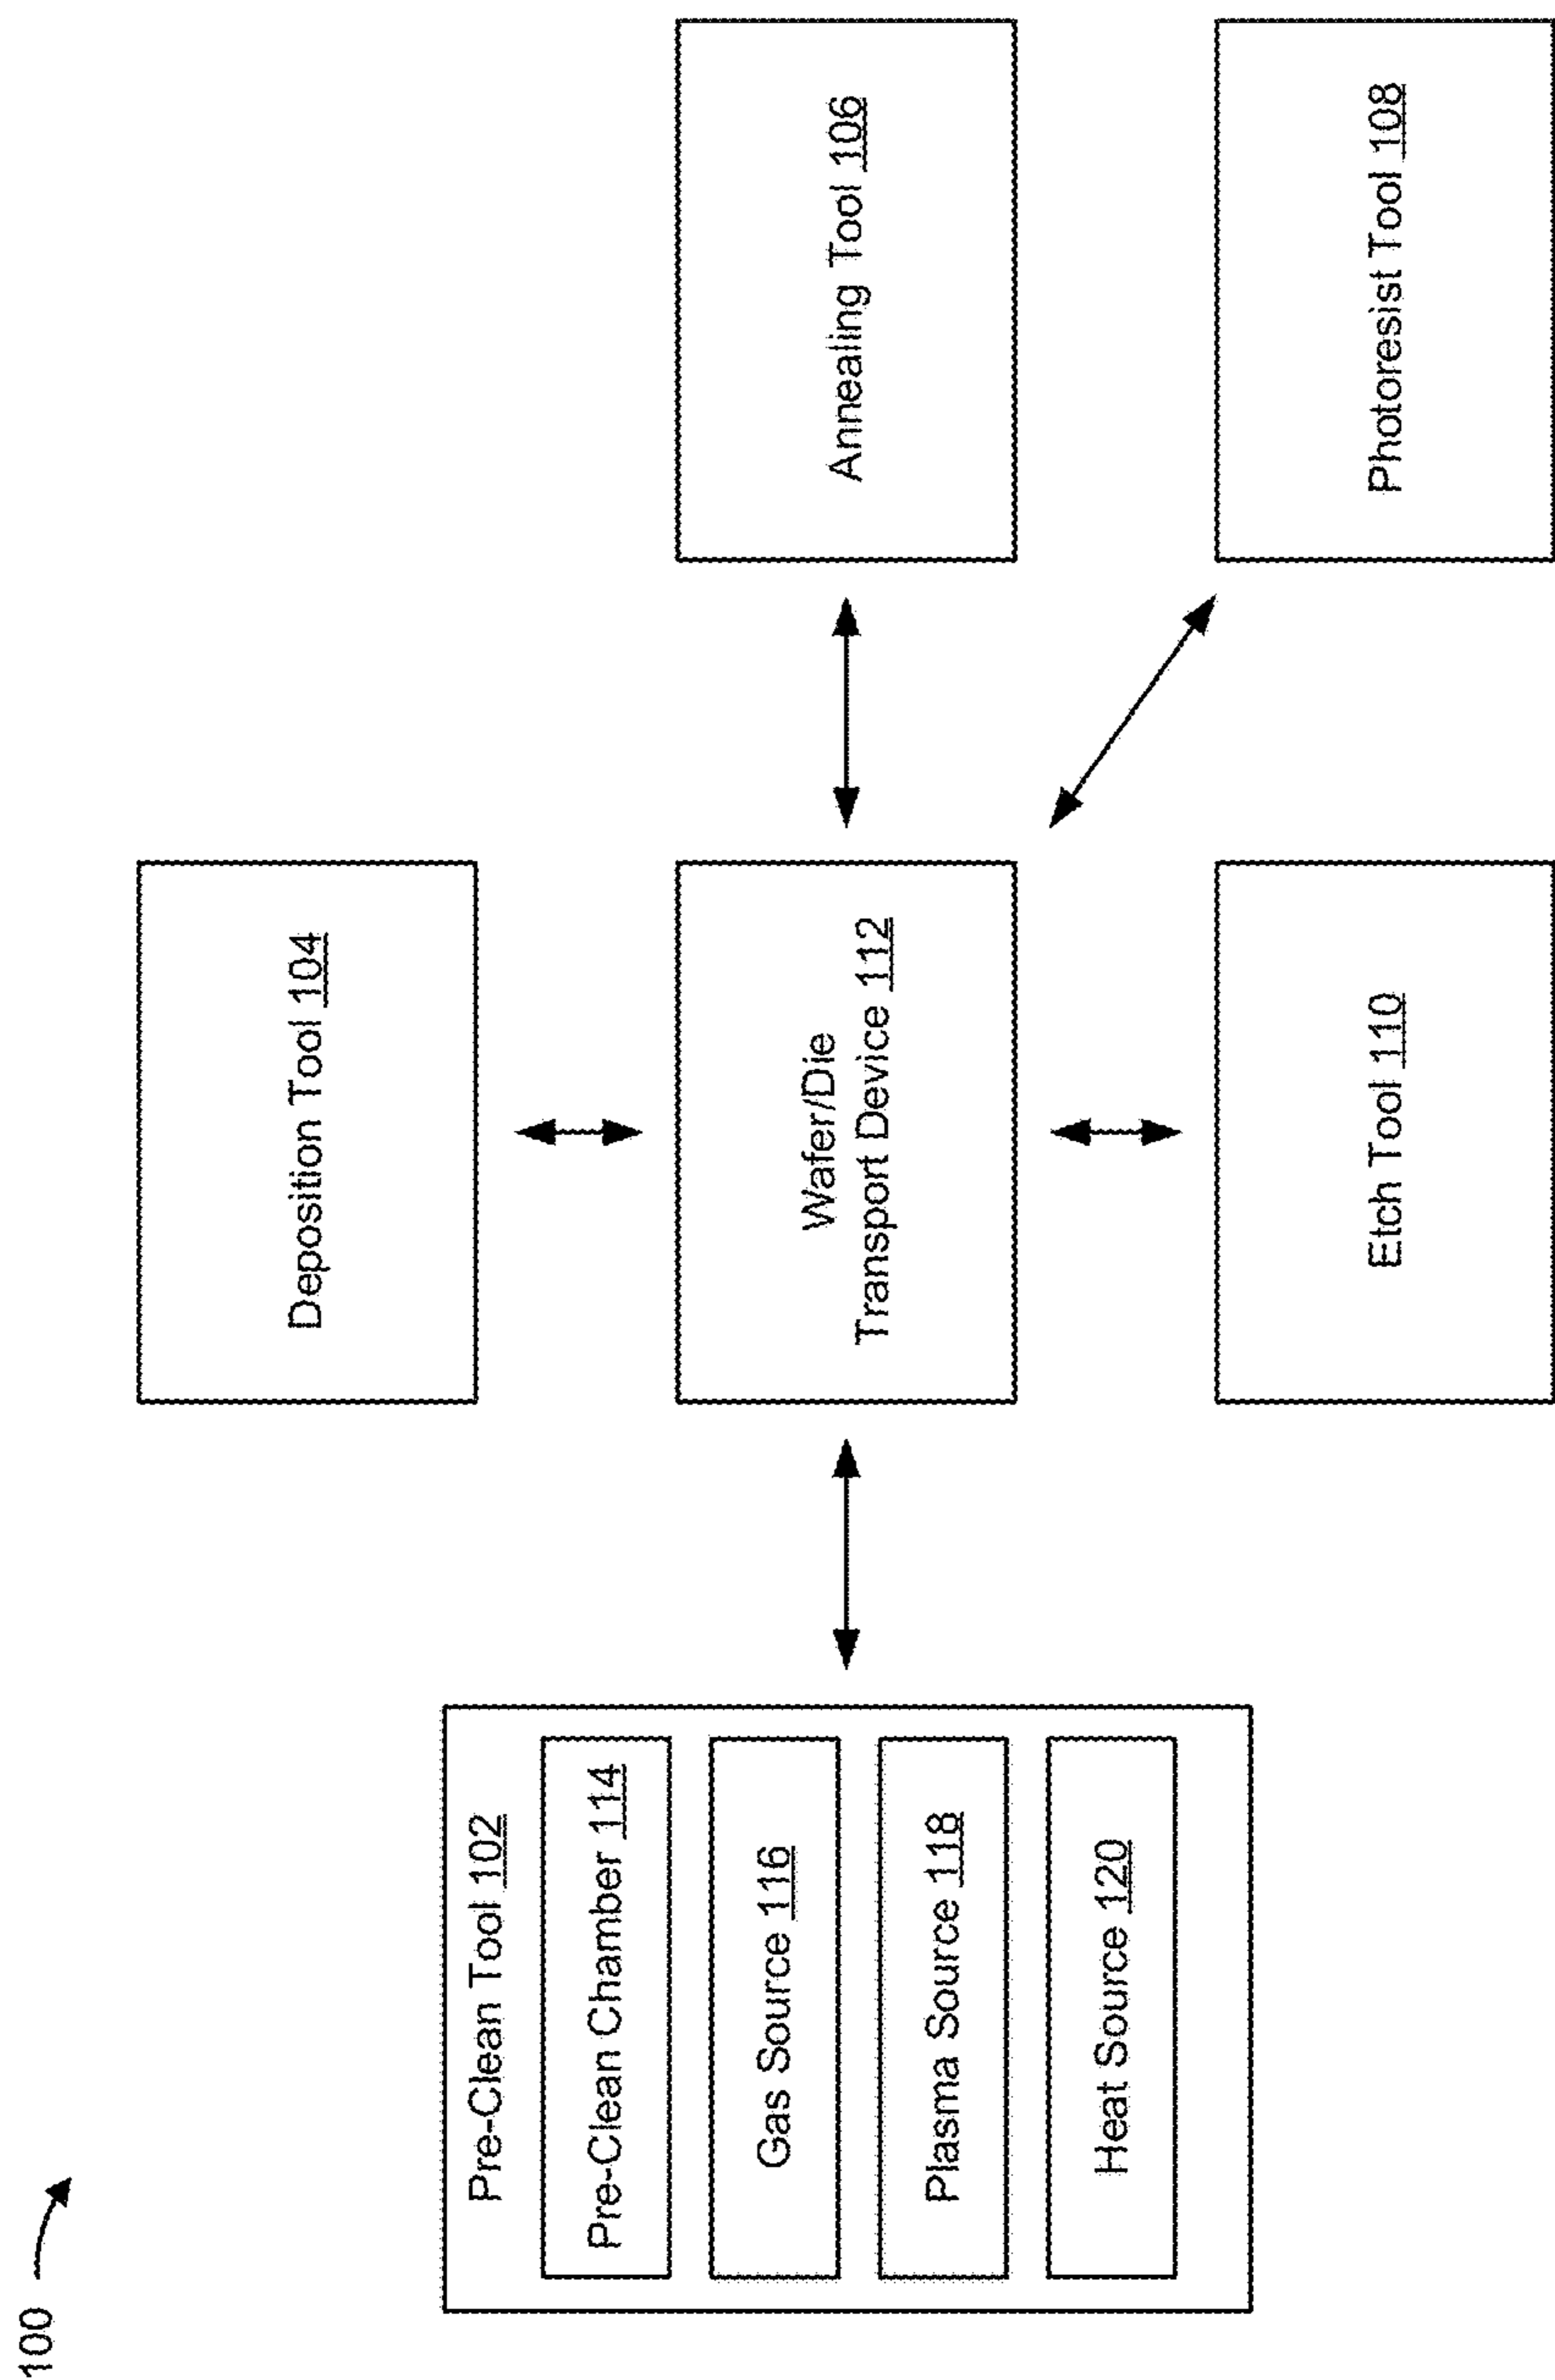 100
Pre-Clean Tool 102
Pre-Clean Chamber 114
Gas Source 116
Plasma Source 118
Heat Source 120
Deposition Tool 104
Wafer/Die
Transport Device 112
Etch Tool 110
Annealing Tool 106
Photoresist Tool 108